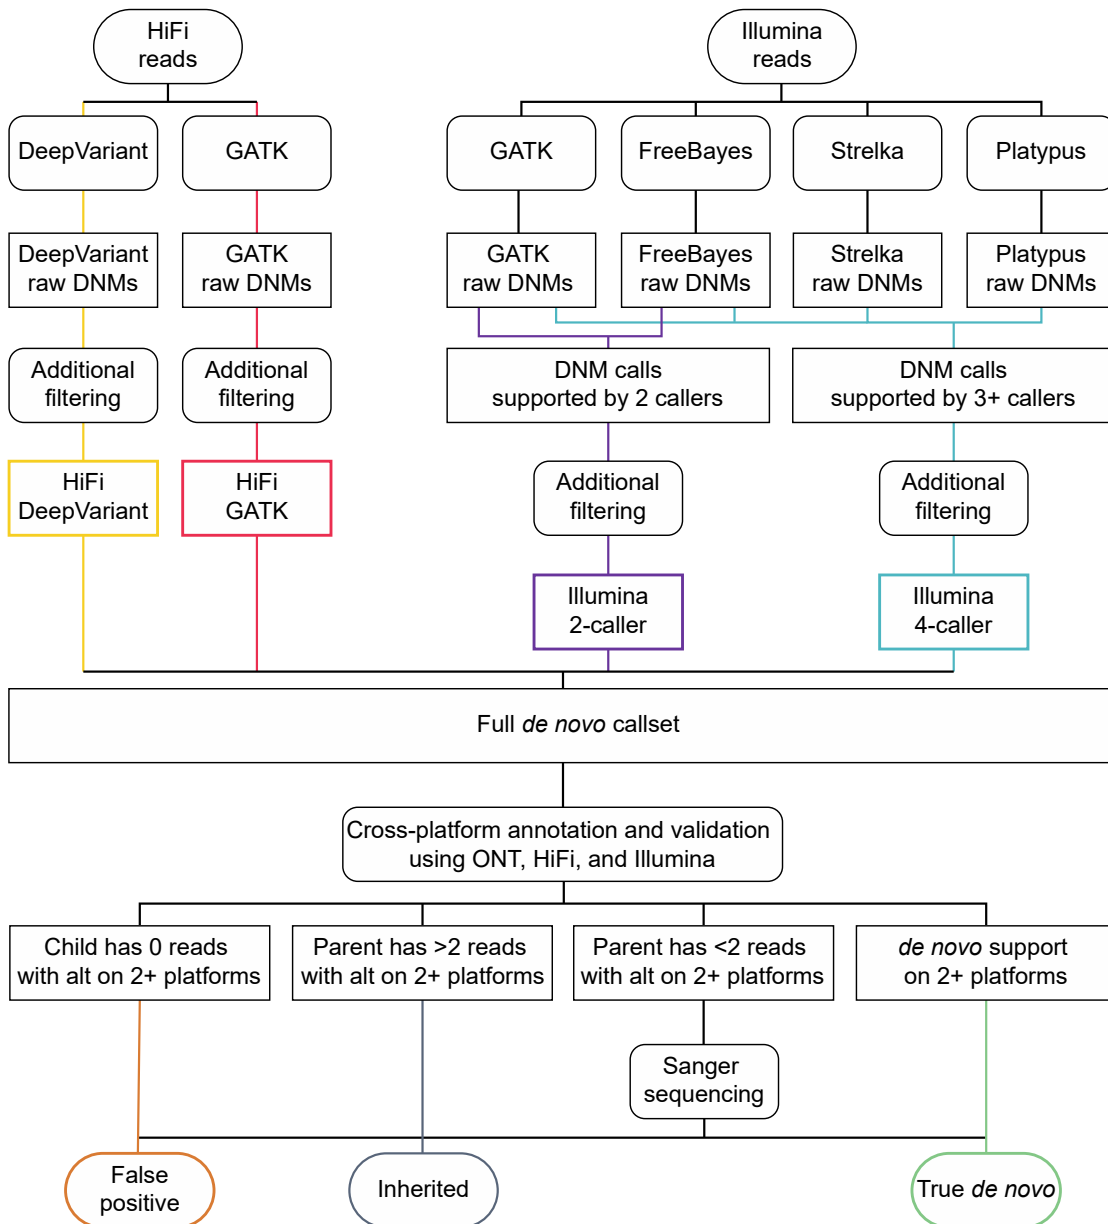 HiFi
reads
Illumina
reads
DeepVariant
GATK
GATK
FreeBayes
Strelka
Platypus
DeepVariant
raw DNMs
GATK
raw DNMs
GATK
raw DNMs
FreeBayes
raw DNMs
Strelka
raw DNMs
Platypus
raw DNMs
Additional
filtering
Additional
filtering
DNM calls
supported by 2 callers
DNM calls
supported by 3+ callers
HiFi
DeepVariant
HiFi
GATK
Additional
filtering
Additional
filtering
Illumina
2-caller
Illumina
4-caller
Full de novo callset
Cross-platform annotation and validation
using ONT, HiFi, and Illumina
Child has 0 reads
with alt on 2+ platforms
Parent has >2 reads
with alt on 2+ platforms
Parent has <2 reads
with alt on 2+ platforms
de novo support
on 2+ platforms
Sanger
sequencing
False
positive
Inherited
True de novo